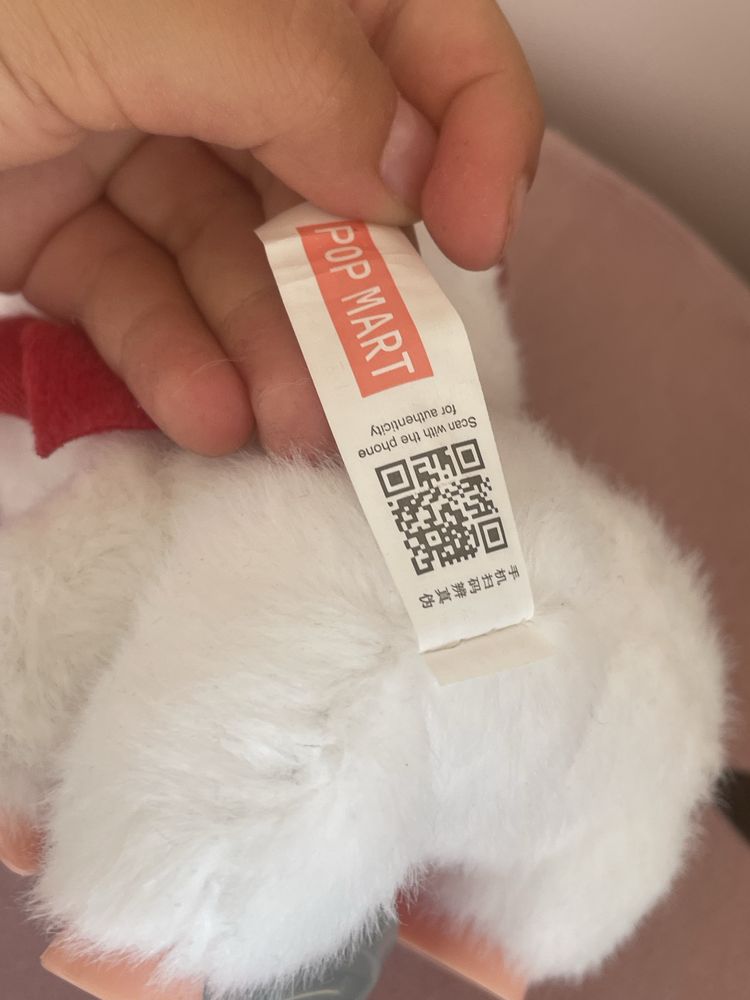 POP MART
Scan with the phone
for authenticity
手机扫码辨真伪